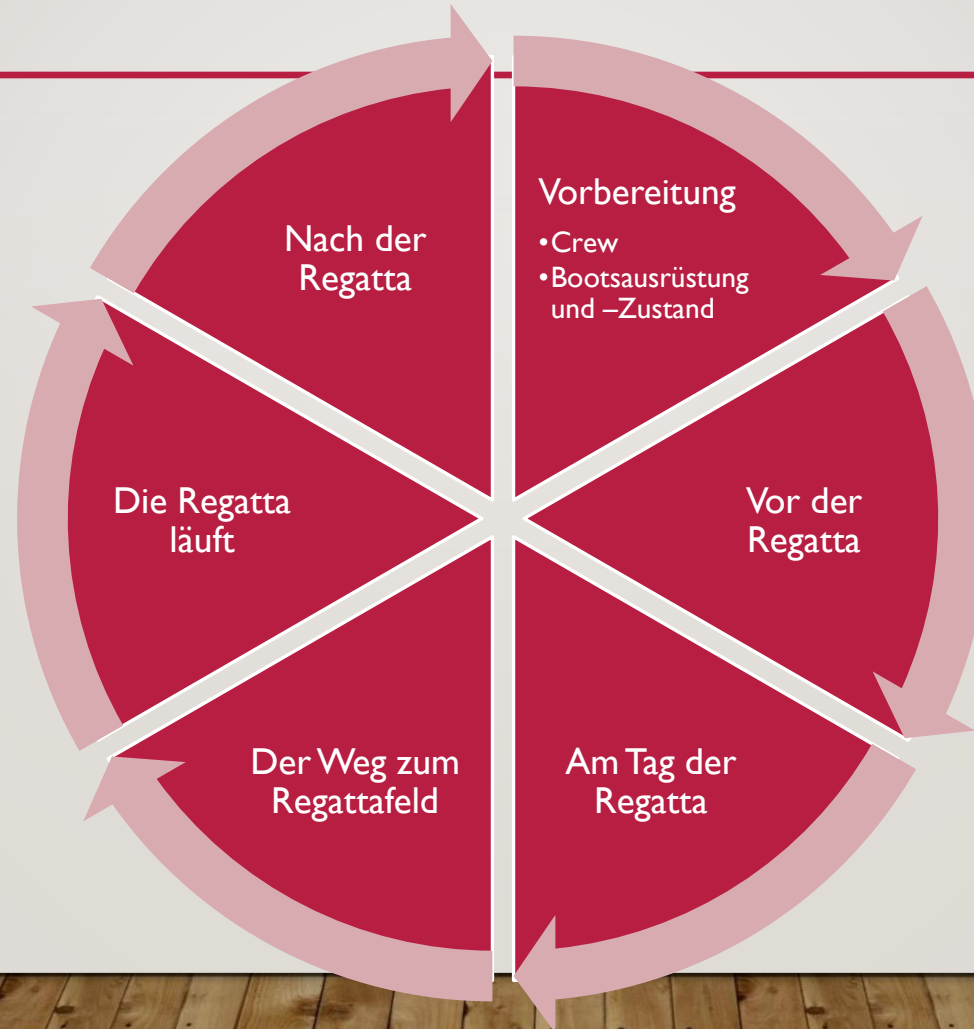 Vorbereitung
•Crew
•Bootsausrüstung
und –Zustand
Vor der
Regatta
Am Tag der
Regatta
Der Weg zum
Regattafeld
Die Regatta
läuft
Nach der
Regatta